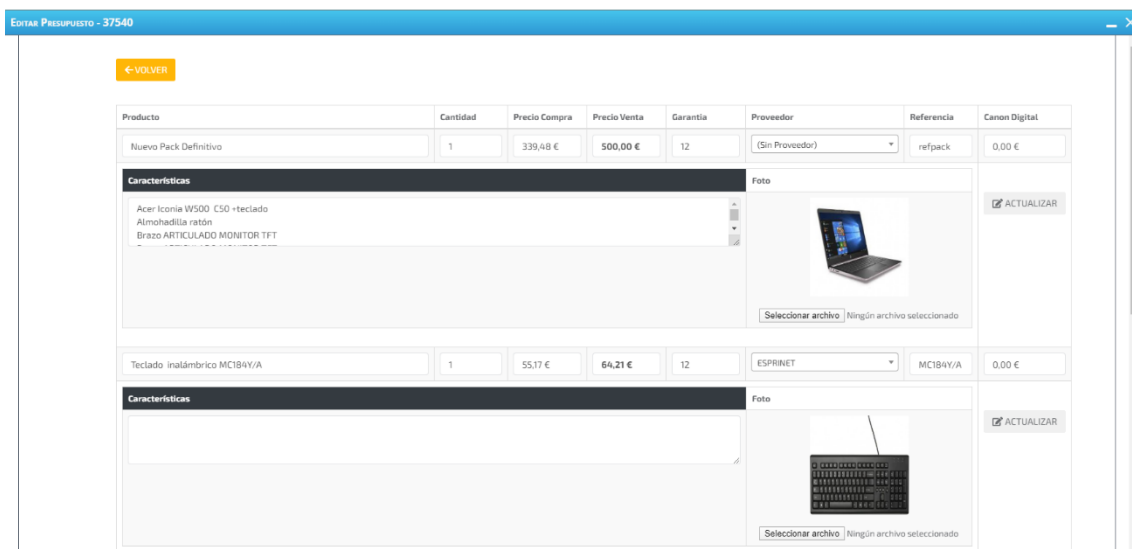 Editar Presupuesto - 37540
VOLVER
Producto Cantidad Precio Compra Precio Venta Garantía Proveedor Referencia Canon Digital
Nuevo Pack Definitivo 1 339,48 € 500,00 € 12 (Sin Proveedor) refpack 0,00 €
Características Foto
Acer Iconia W500 C50 +teclado
Almohadilla ratón
Brazo ARTICULADO MONITOR TFT
ACTUALIZAR
Seleccionar archivo Ningún archivo seleccionado
Teclado inalámbrico MC184Y/A 1 55,17 € 64,21 € 12 ESPRINET MC184Y/A 0,00 €
Características Foto
ACTUALIZAR
Seleccionar archivo Ningún archivo seleccionado